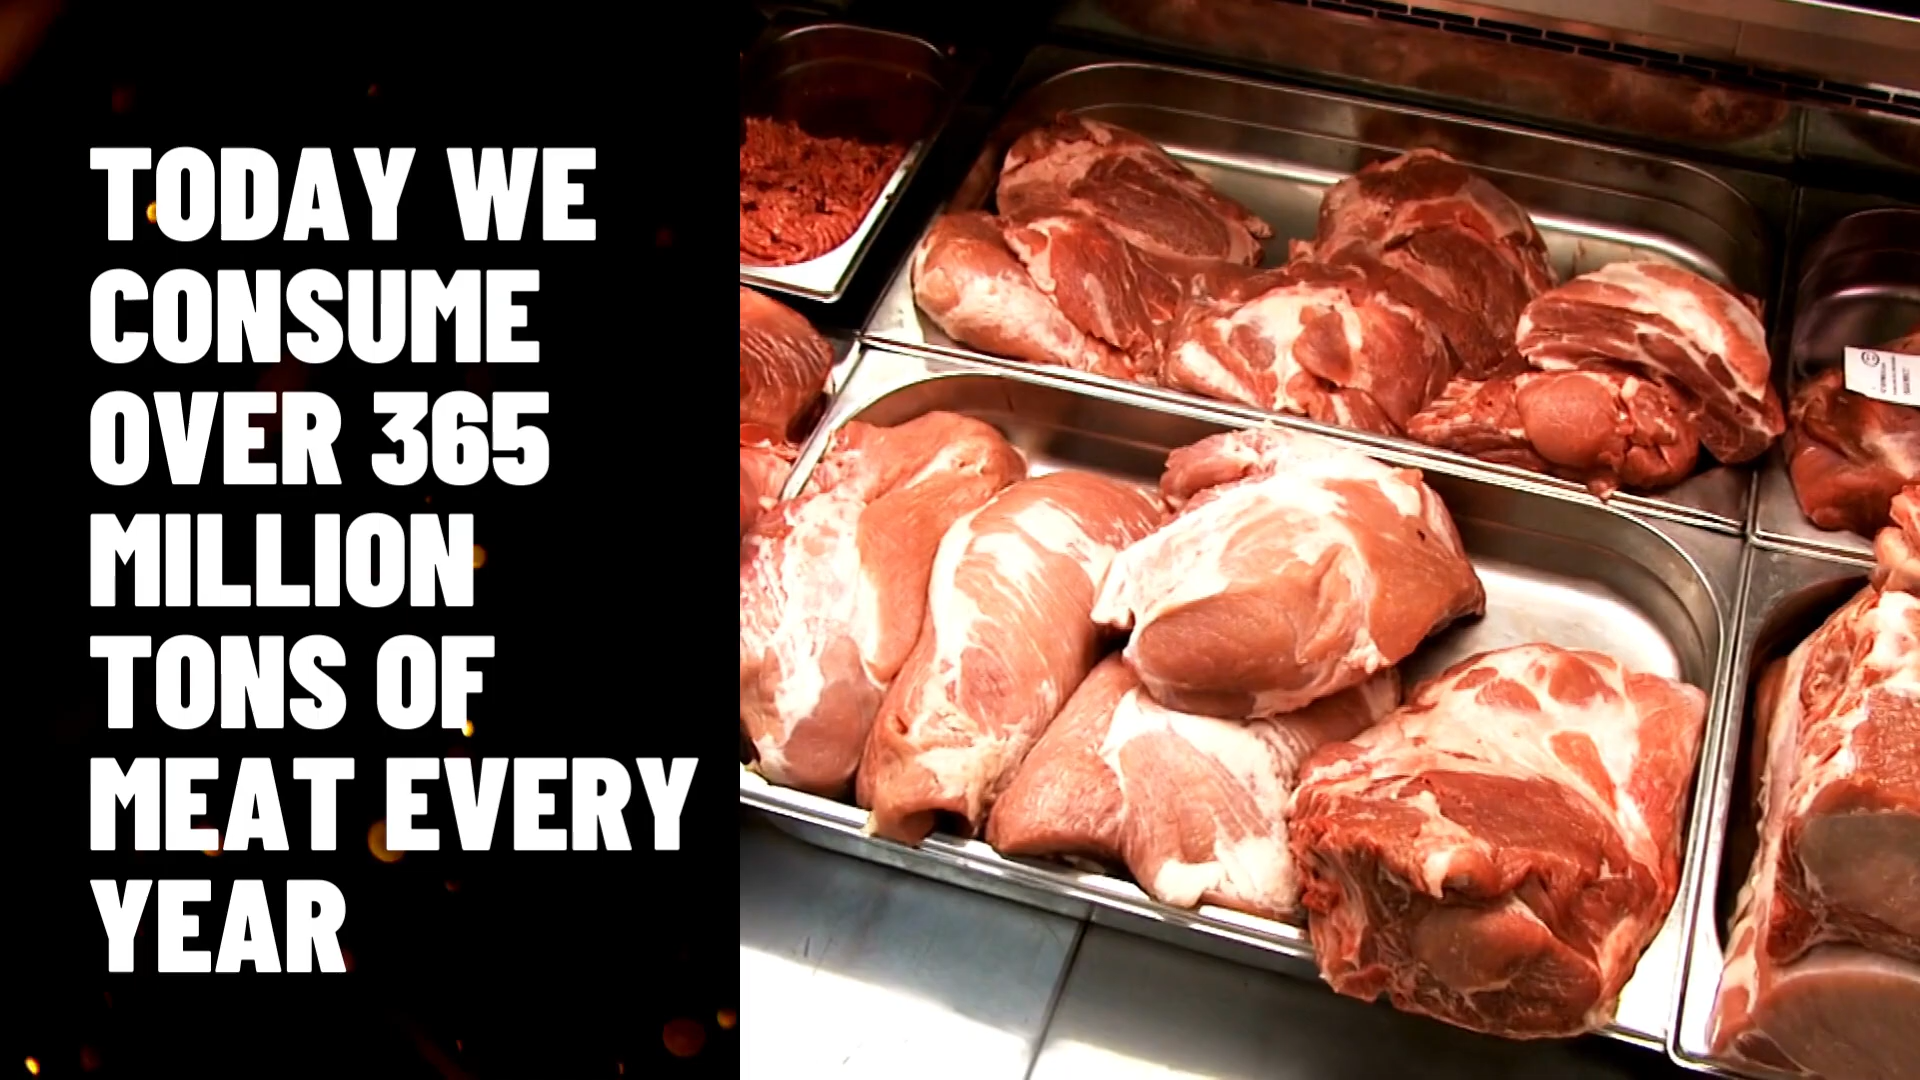 TODAY WE
CONSUME
OVER 365
MILLION
TONS OF
MEAT EVERY
YEAR